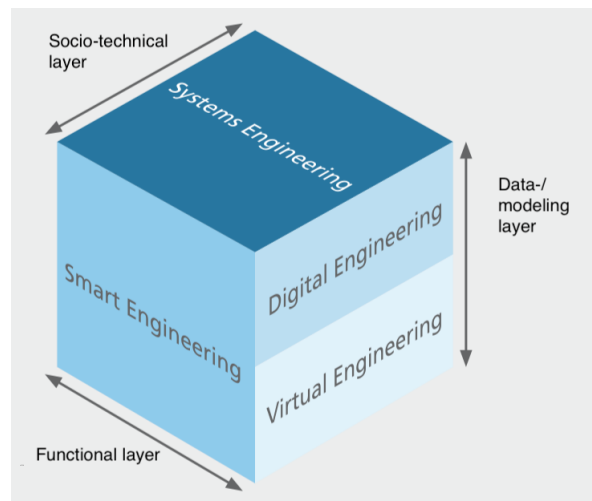 Socio-technical
layer
Systems Engineering
Data-/
modeling
layer
Digital Engineering
Smart Engineering
Virtual Engineering
Functional layer